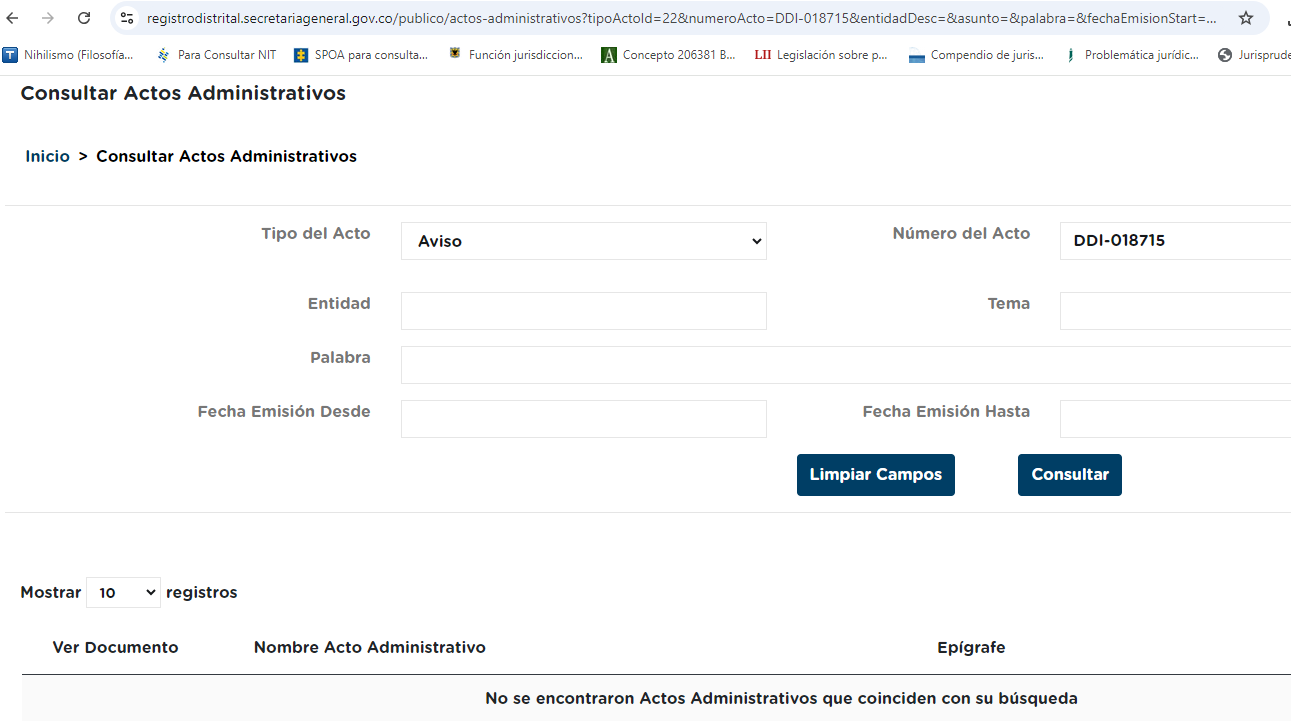 registrodistrital.secretariageneral.gov.co/publico/actos-administrativos?tipoActoId=22&numeroActo=DDI-018715&entidadDesc=&asunto=&palabra=&fechaEmisionStart=...
Nihilismo (Filosofía... Para Consultar NIT SPOA para consulta... Función jurisdiccion... Concepto 206381 B... LII Legislación sobre p... Compendio de juris... Problemática jurídic... Jurisprude
Consultar Actos Administrativos
Inicio > Consultar Actos Administrativos
Tipo del Acto Aviso Número del Acto DDI-018715
Entidad Tema
Palabra
Fecha Emisión Desde Fecha Emisión Hasta
Limpiar Campos Consultar
Mostrar 10 registros
Ver Documento Nombre Acto Administrativo Epígrafe
No se encontraron Actos Administrativos que coinciden con su búsqueda